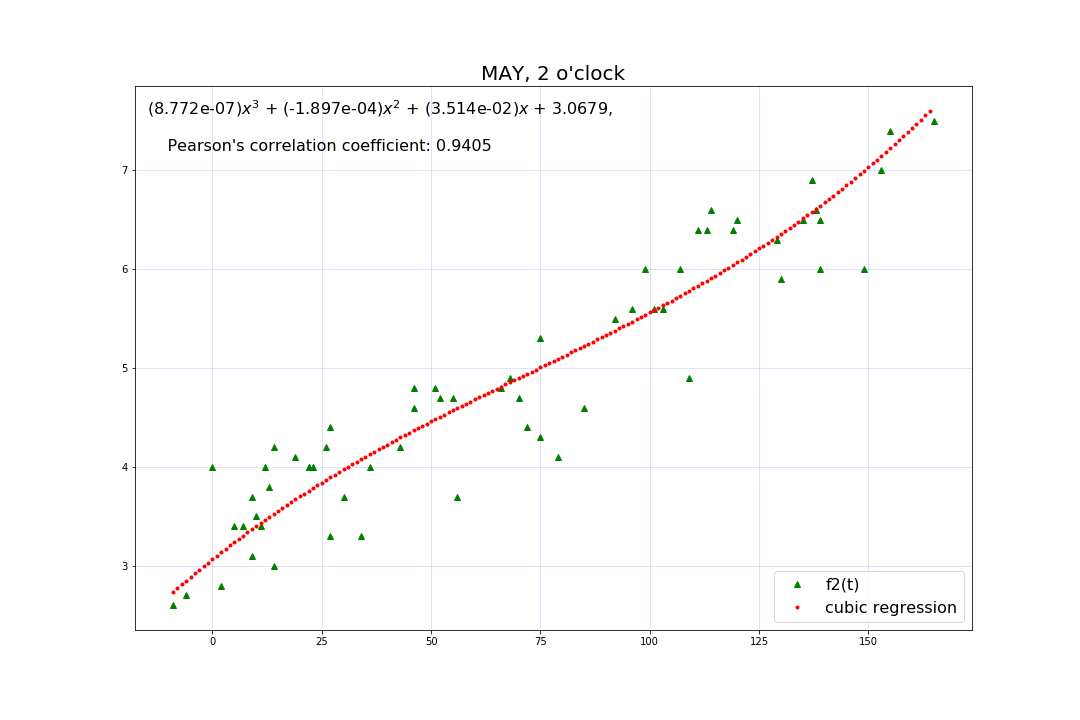 MAY, 2 o'clock
(8.772e-07)x³ + (-1.897e-04)x² + (3.514e-02)x + 3.0679,
Pearson's correlation coefficient: 0.9405
7
6
5
4
3
f2(t)
cubic regression
0 25 50 75 100 125 150